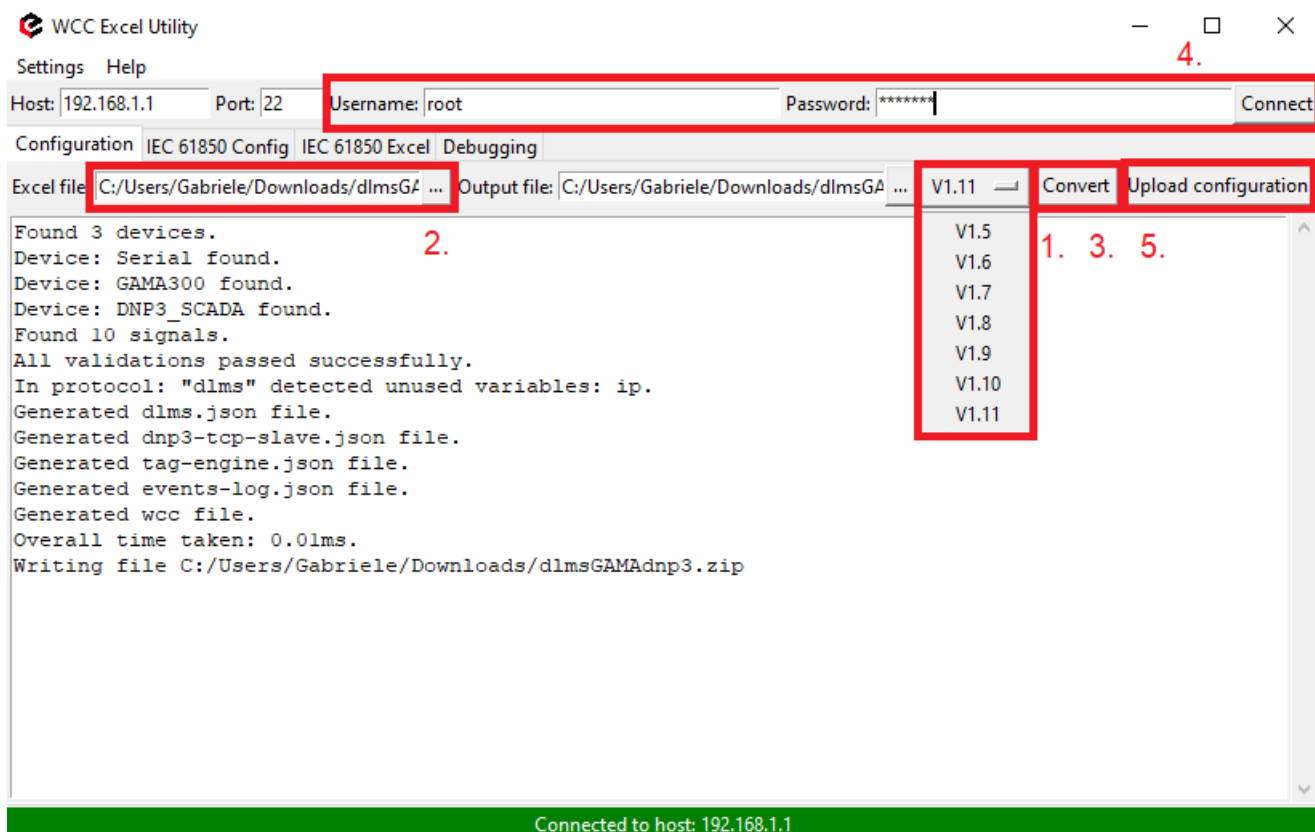 WCC Excel Utility
Settings Help
4.
Host: 192.168.1.1 Port: 22 Username: root Password: ******* Connect
Configuration IEC 61850 Config IEC 61850 Excel Debugging
Excel file C:/Users/Gabriele/Downloads/dlmsGA ... Output file: C:/Users/Gabriele/Downloads/dlmsGA ... V1.11 Convert Upload configuration
2.
1. 3. 5.
V1.5
V1.6
V1.7
V1.8
V1.9
V1.10
V1.11
Found 3 devices.
Device: Serial found.
Device: GAMA300 found.
Device: DNP3_SCADA found.
Found 10 signals.
All validations passed successfully.
In protocol: "dlms" detected unused variables: ip.
Generated dlms.json file.
Generated dnp3-tcp-slave.json file.
Generated tag-engine.json file.
Generated events-log.json file.
Generated wcc file.
Overall time taken: 0.01ms.
Writing file C:/Users/Gabriele/Downloads/dlmsGAMAdnp3.zip
Connected to host: 192.168.1.1